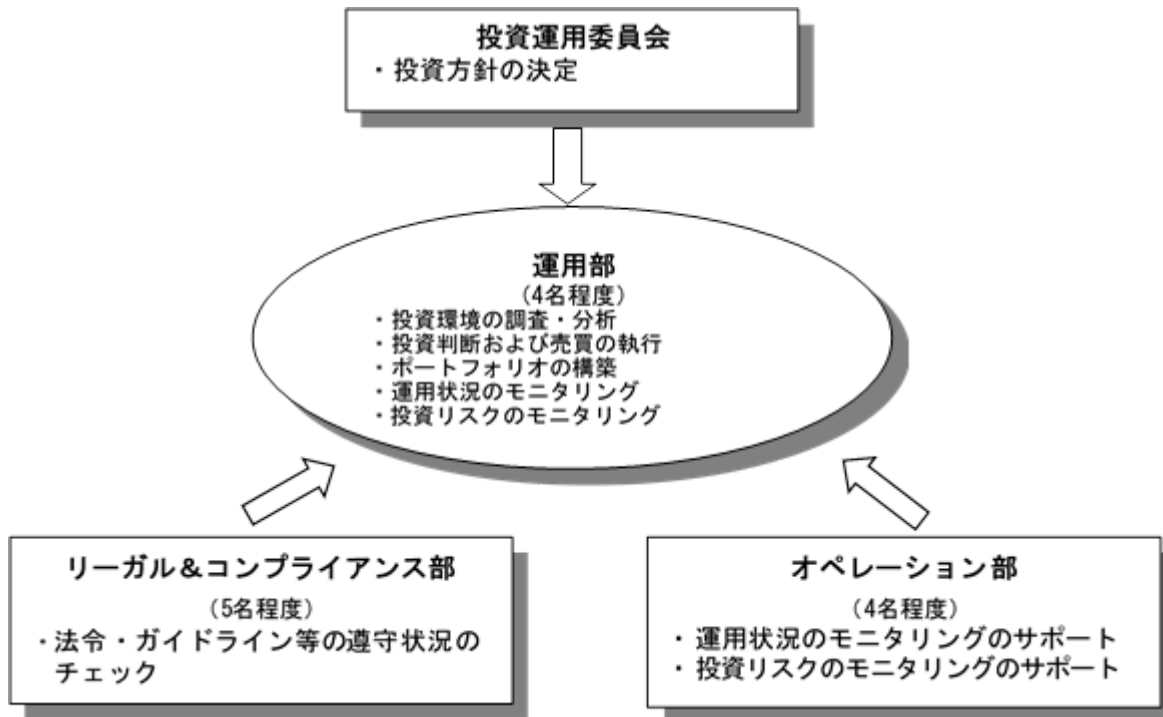 投資運用委員会
・投資方針の決定
運用部
(4名程度)
・投資環境の調査・分析
・投資判断および売買の執行
・ポートフォリオの構築
・運用状況のモニタリング
・投資リスクのモニタリング
リーガル&コンプライアンス部
(5名程度)
・法令・ガイドライン等の遵守状況の
チェック
オペレーション部
(4名程度)
・運用状況のモニタリングのサポート
・投資リスクのモニタリングのサポート